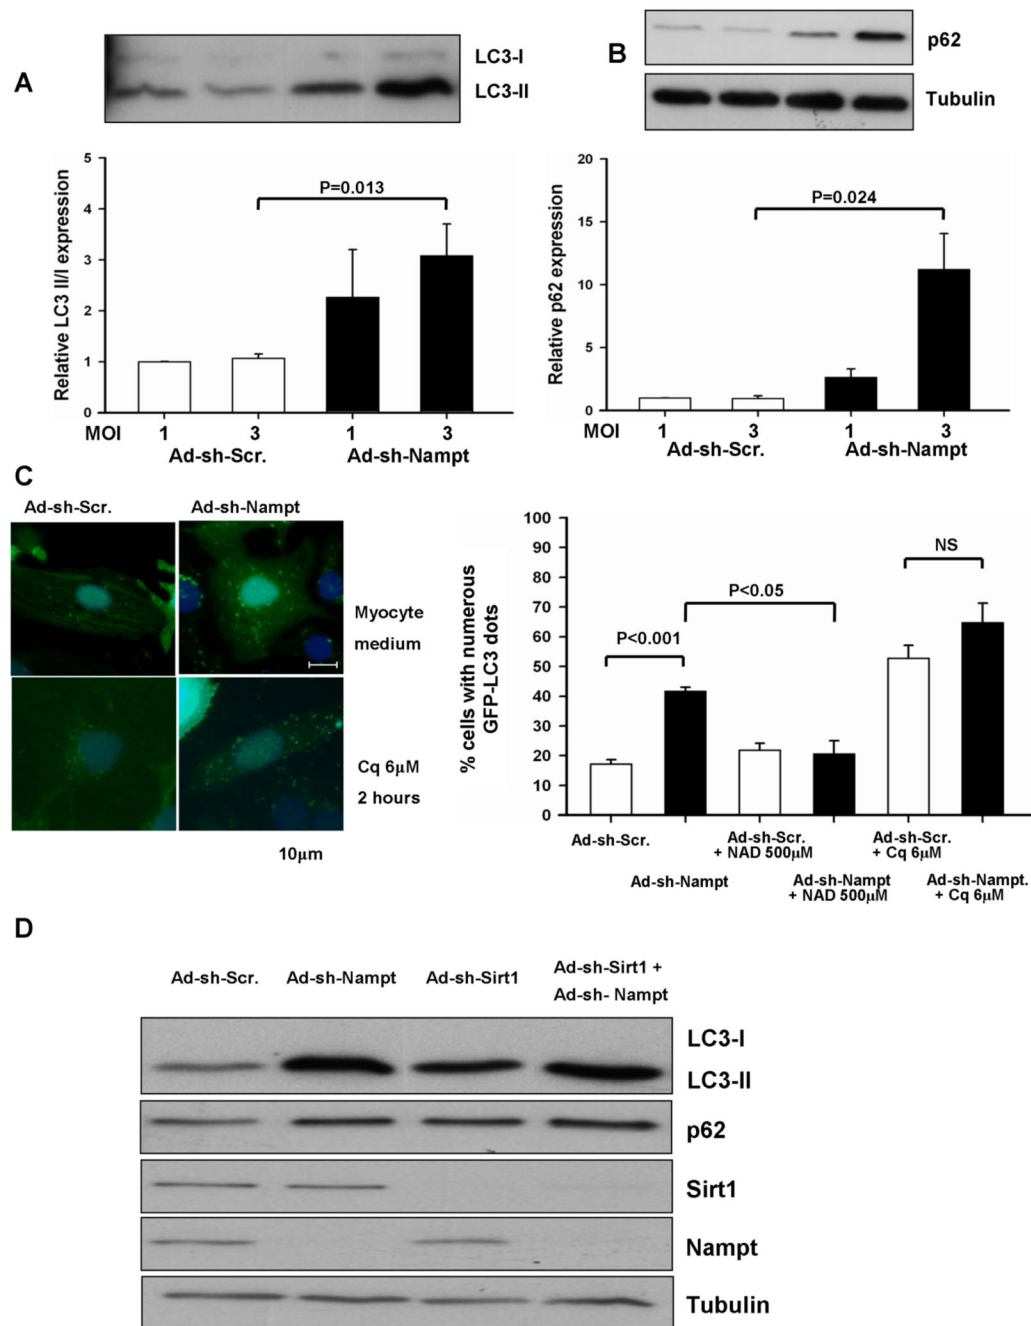 A
LC3-I
LC3-II
5
4
3
2
1
0
Relative LC3 II/I expression
P=0.013
MOI 1 3 1 3
Ad-sh-Scr. Ad-sh-Nampt
B
p62
Tubulin
20
15
10
5
0
Relative p62 expression
P=0.024
MOI 1 3 1 3
Ad-sh-Scr. Ad-sh-Nampt
C
Ad-sh-Scr. Ad-sh-Nampt
Myocyte
medium
Cq 6µM
2 hours
10µm
100
90
80
70
60
50
40
30
20
10
0
% cells with numerous
GFP-LC3 dots
P<0.001
P<0.05
NS
Ad-sh-Scr.
Ad-sh-Nampt
Ad-sh-Scr.
+ NAD 500µM
Ad-sh-Nampt
+ NAD 500µM
Ad-sh-Scr.
+ Cq 6µM
Ad-sh-Nampt.
+ Cq 6µM
D
Ad-sh-Scr. Ad-sh-Nampt Ad-sh-Sirt1 Ad-sh-Sirt1 +
Ad-sh- Nampt
LC3-I
LC3-II
p62
Sirt1
Nampt
Tubulin